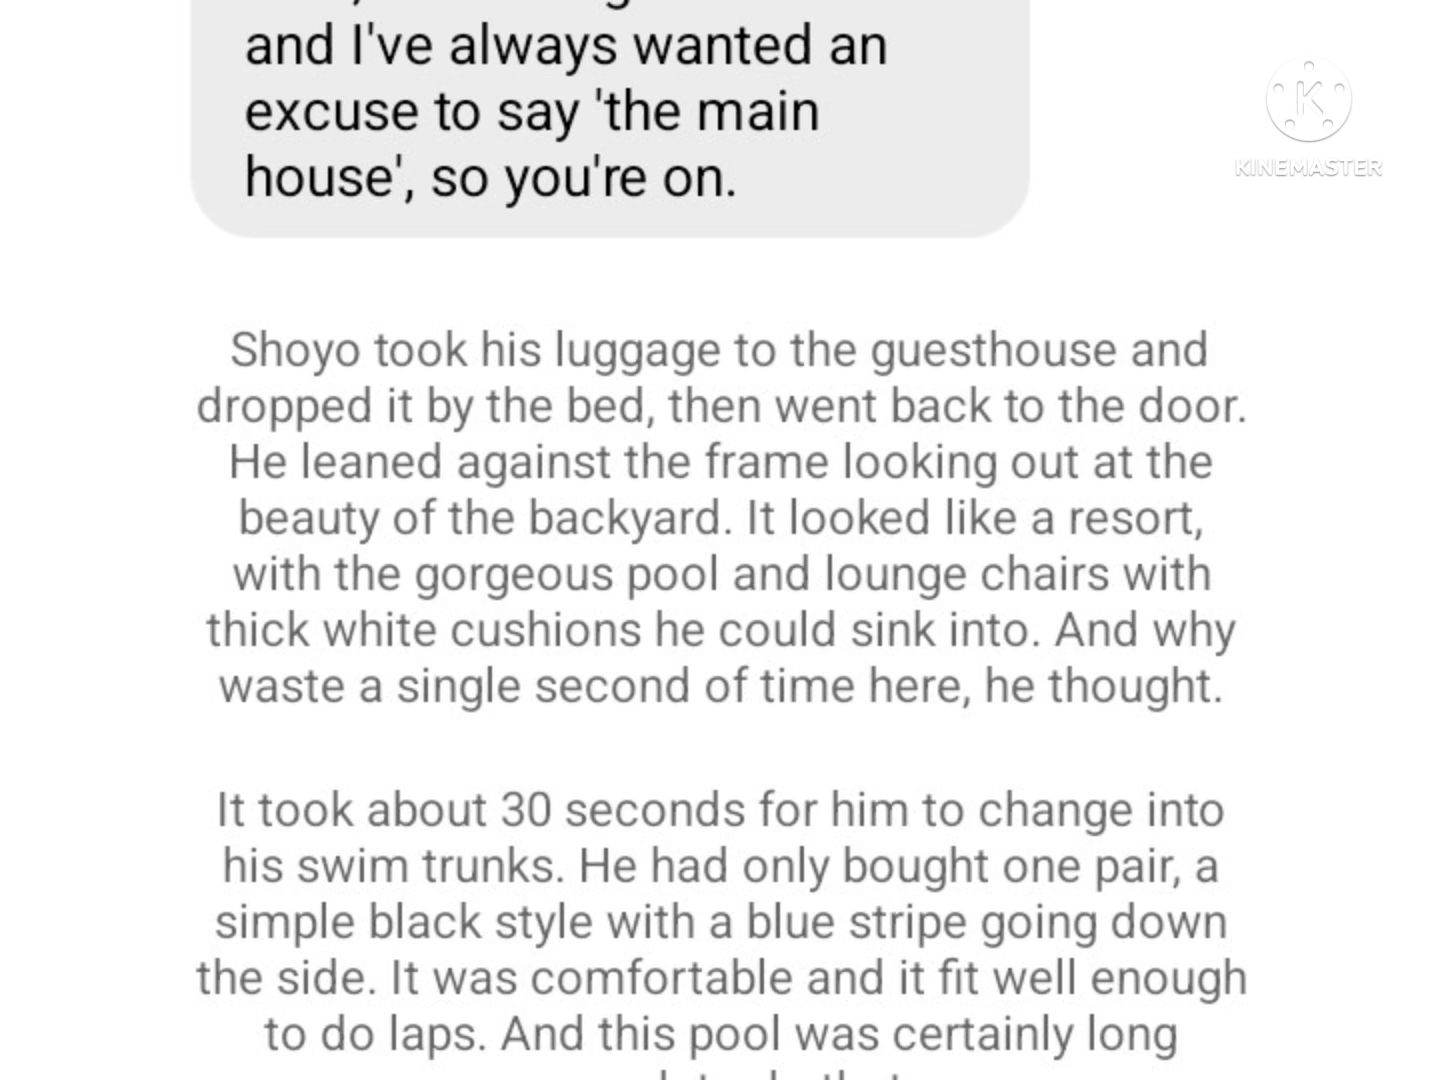 and I've always wanted an
excuse to say 'the main
house', so you're on.
KINEMASTER
Shoyo took his luggage to the guesthouse and
dropped it by the bed, then went back to the door.
He leaned against the frame looking out at the
beauty of the backyard. It looked like a resort,
with the gorgeous pool and lounge chairs with
thick white cushions he could sink into. And why
waste a single second of time here, he thought.
It took about 30 seconds for him to change into
his swim trunks. He had only bought one pair, a
simple black style with a blue stripe going down
the side. It was comfortable and it fit well enough
to do laps. And this pool was certainly long